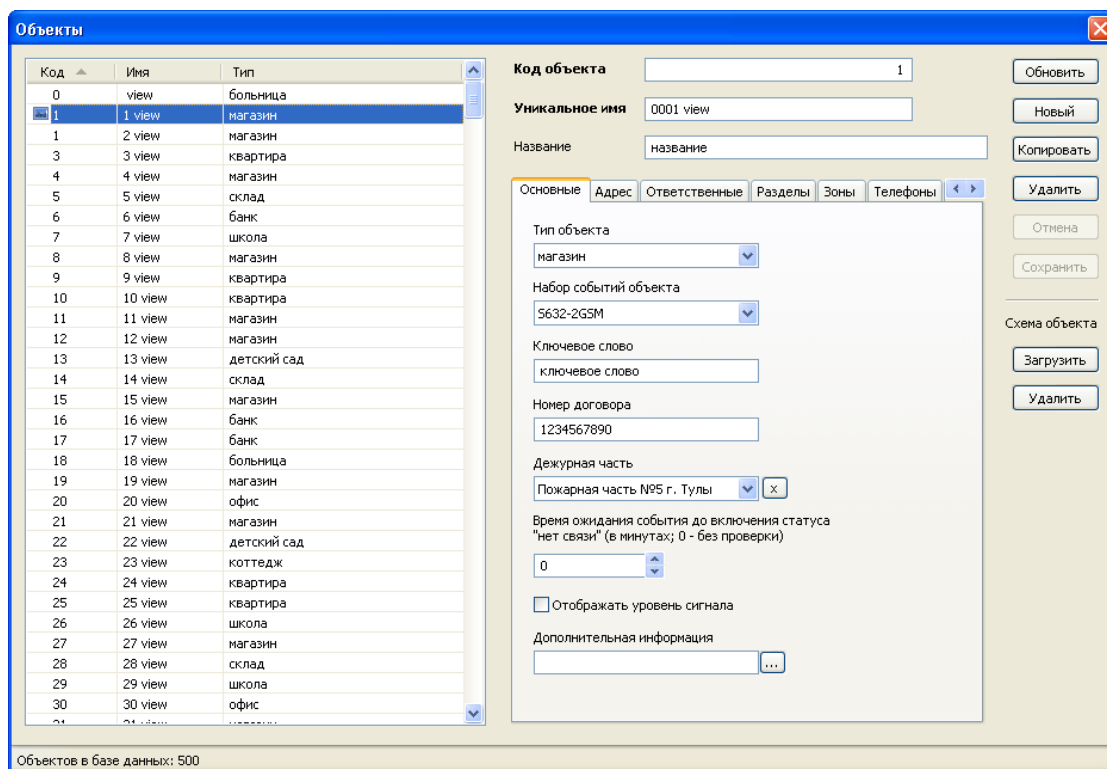 Объекты
Код Имя Тип
0 view больница
1 1 view магазин
1 2 view магазин
3 3 view квартира
4 4 view магазин
5 5 view склад
6 6 view банк
7 7 view школа
8 8 view магазин
9 9 view квартира
10 10 view квартира
11 11 view магазин
12 12 view магазин
13 13 view детский сад
14 14 view склад
15 15 view магазин
16 16 view банк
17 17 view банк
18 18 view больница
19 19 view магазин
20 20 view офис
21 21 view магазин
22 22 view детский сад
23 23 view коттедж
24 24 view квартира
25 25 view квартира
26 26 view школа
27 27 view магазин
28 28 view склад
29 29 view школа
30 30 view офис
Код объекта 1
Уникальное имя 0001 view
Название название
Основные Адрес Ответственные Разделы Зоны Телефоны
Тип объекта
магазин
Набор событий объекта
S632-2GSM
Ключевое слово
ключевое слово
Номер договора
1234567890
Дежурная часть
Пожарная часть №5 г. Тулы x
Время ожидания события до включения статуса
"нет связи" (в минутах; 0 - без проверки)
0
Отображать уровень сигнала
Дополнительная информация
...
Обновить
Новый
Копировать
Удалить
Отмена
Сохранить
Схема объекта
Загрузить
Удалить
Объектов в базе данных: 500